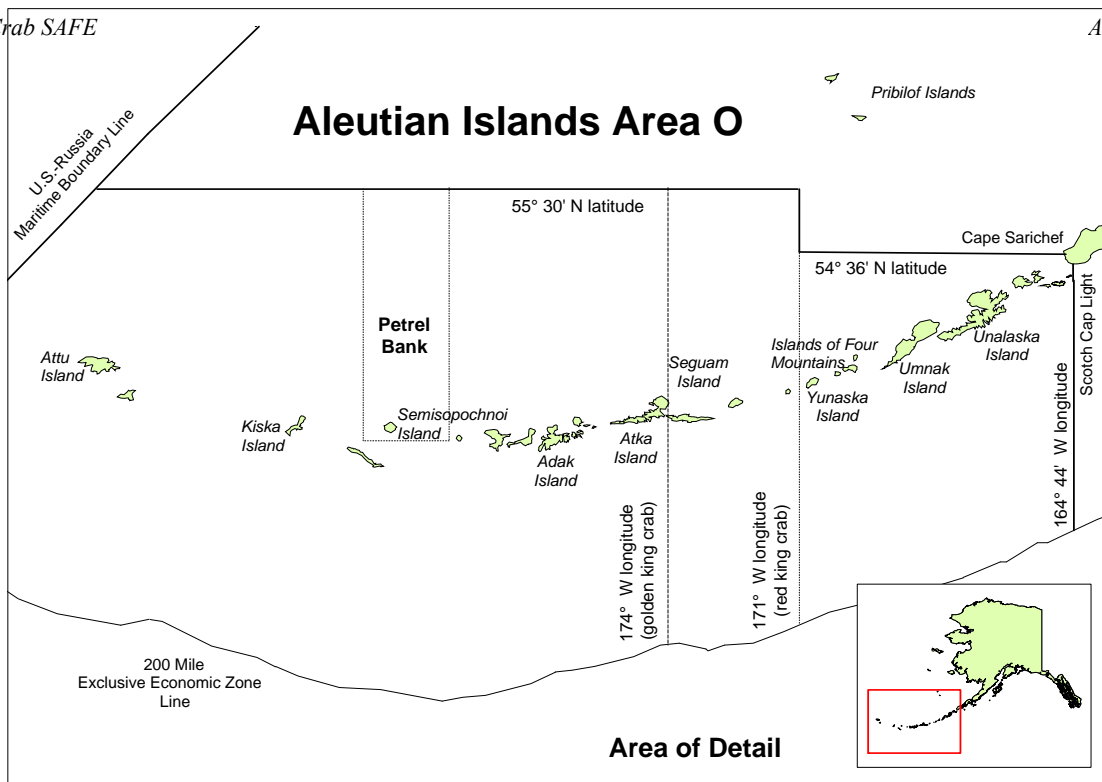 Crab SAFE
A
Pribilof Islands
Aleutian Islands Area O
U.S.-Russia
Maritime Boundary Line
55° 30' N latitude
Cape Sarichef
54° 36' N latitude
Scotch Cap Light
Petrel
Bank
Attu
Island
Kiska
Island
Semisopochnoi
Island
Adak
Island
Atka
Island
Seguam
Island
Islands of Four
Mountains
Yunaska
Island
Umnak
Island
Unalaska
Island
174° W longitude
(golden king crab)
171° W longitude
(red king crab)
164° 44' W longitude
200 Mile
Exclusive Economic Zone
Line
Area of Detail